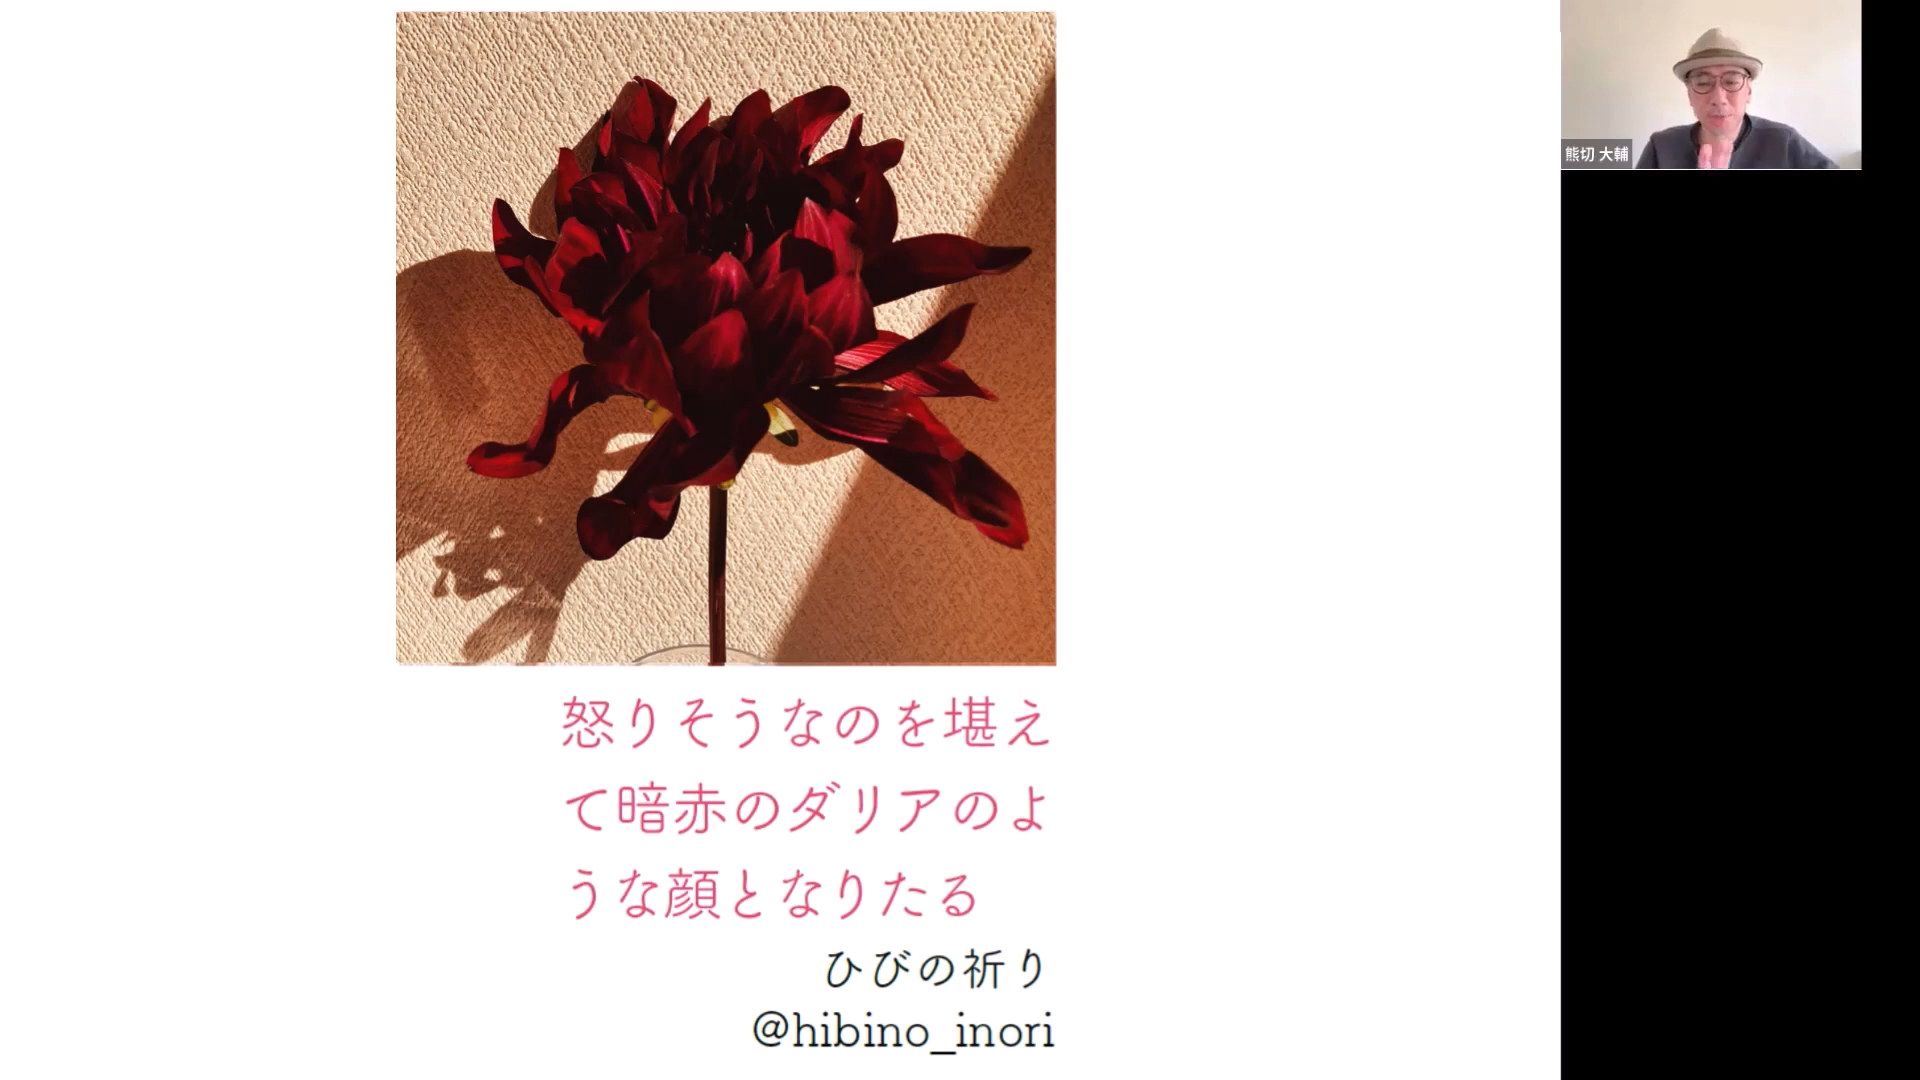 怒りそうなのを堪え
て暗赤のダリアのよ
うな顔となりたる
ひびの祈り
@hibino_inori
熊切 大輔